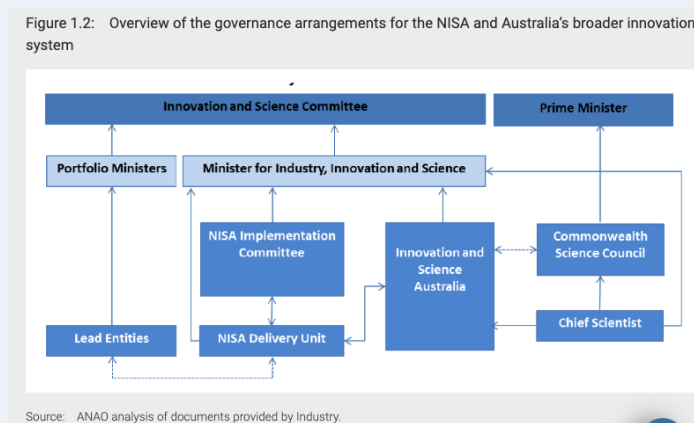 Figure 1.2: Overview of the governance arrangements for the NISA and Australia's broader innovation
system
Innovation and Science Committee
Prime Minister
Portfolio Ministers
Minister for Industry, Innovation and Science
NISA Implementation
Committee
Innovation and
Science
Australia
Commonwealth
Science Council
Lead Entities
NISA Delivery Unit
Chief Scientist
Source: ANAO analysis of documents provided by Industry.